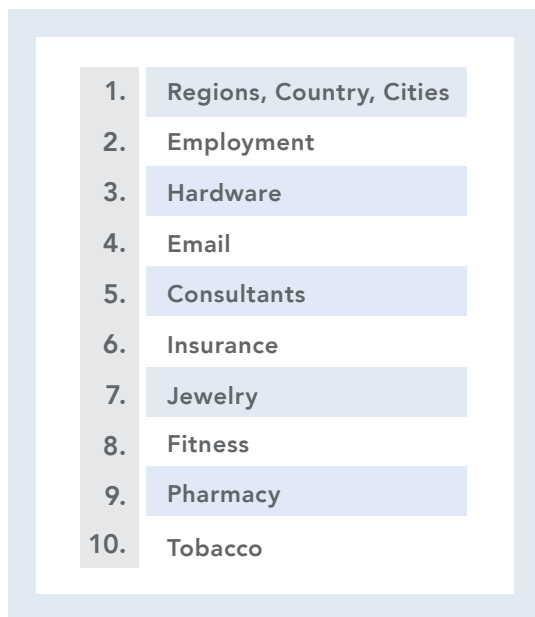 1. Regions, Country, Cities
2. Employment
3. Hardware
4. Email
5. Consultants
6. Insurance
7. Jewelry
8. Fitness
9. Pharmacy
10. Tobacco